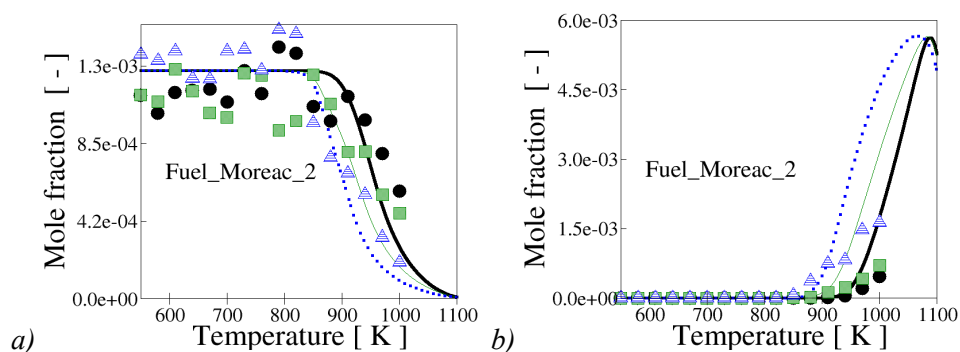 Mole fraction [ - ]
1.3e-03
8.5e-04
4.2e-04
0.0e+00
Fuel_Moreac_2
600 700 800 900 1000 1100
Temperature [ K ]
a)
Mole fraction [ - ]
6.0e-03
4.5e-03
3.0e-03
1.5e-03
0.0e+00
Fuel_Moreac_2
600 700 800 900 1000 1100
Temperature [ K ]
b)